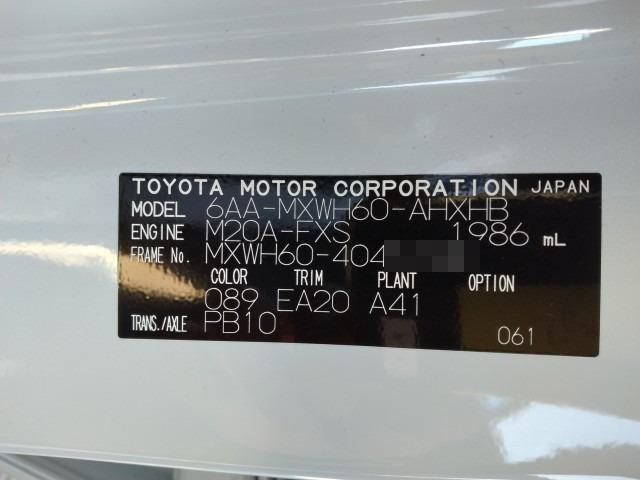 TOYOTA MOTOR CORPORATION JAPAN
MODEL 6AA-MXWH60-AHXHB
ENGINE M20A-FXS 1986 mL
FRAME No. MXWH60-404
COLOR TRIM PLANT OPTION
089 EA20 A41
TRANS./AXLE PB10 061